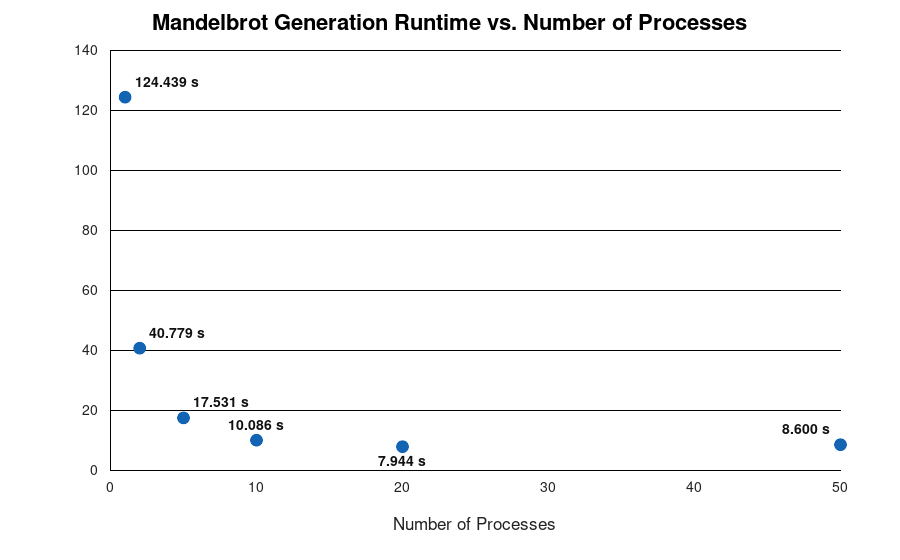 Mandelbrot Generation Runtime vs. Number of Processes
140
124.439 s
120
100
80
60
40.779 s
40
20
17.531 s
10.086 s
8.600 s
7.944 s
0
0 10 20 30 40 50
Number of Processes